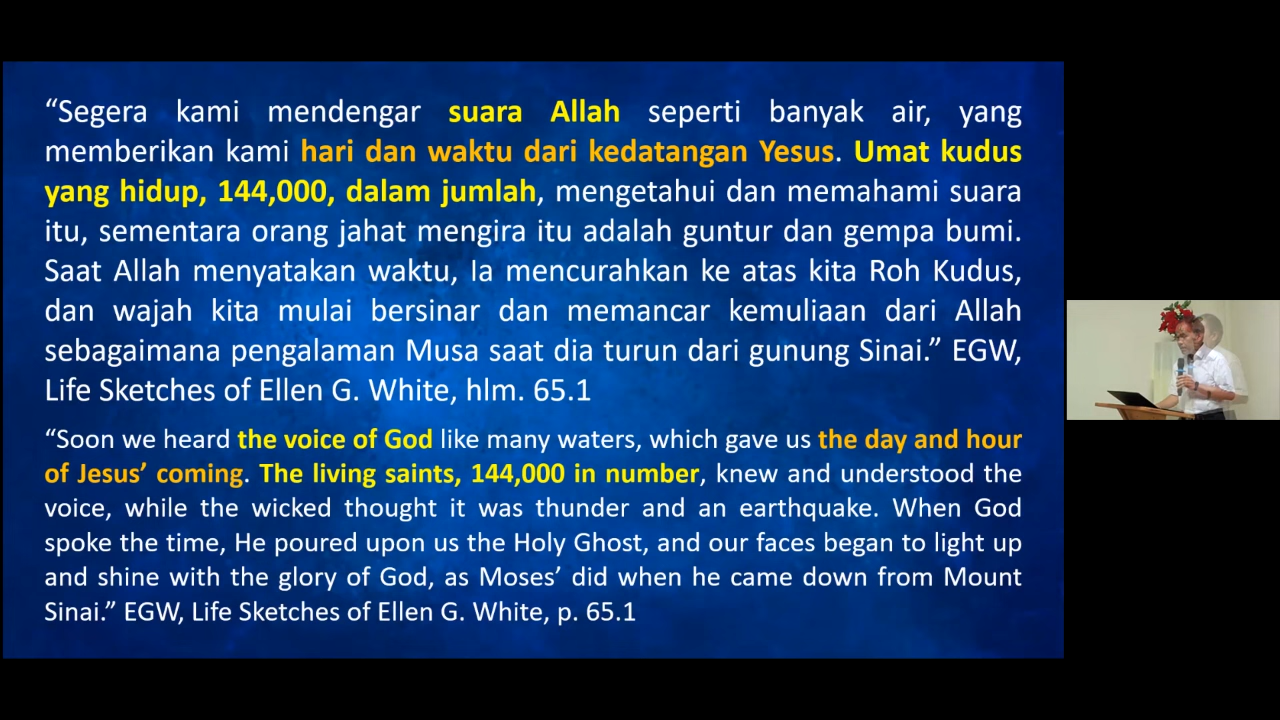 “Segera kami mendengar suara Allah seperti banyak air, yang
memberikan kami hari dan waktu dari kedatangan Yesus. Umat kudus
yang hidup, 144,000, dalam jumlah, mengetahui dan memahami suara
itu, sementara orang jahat mengira itu adalah guntur dan gempa bumi.
Saat Allah menyatakan waktu, Ia mencurahkan ke atas kita Roh Kudus,
dan wajah kita mulai bersinar dan memancar kemuliaan dari Allah
sebagaimana pengalaman Musa saat dia turun dari gunung Sinai.” EGW,
Life Sketches of Ellen G. White, hlm. 65.1
“Soon we heard the voice of God like many waters, which gave us the day and hour
of Jesus’ coming. The living saints, 144,000 in number, knew and understood the
voice, while the wicked thought it was thunder and an earthquake. When God
spoke the time, He poured upon us the Holy Ghost, and our faces began to light up
and shine with the glory of God, as Moses’ did when he came down from Mount
Sinai.” EGW, Life Sketches of Ellen G. White, p. 65.1